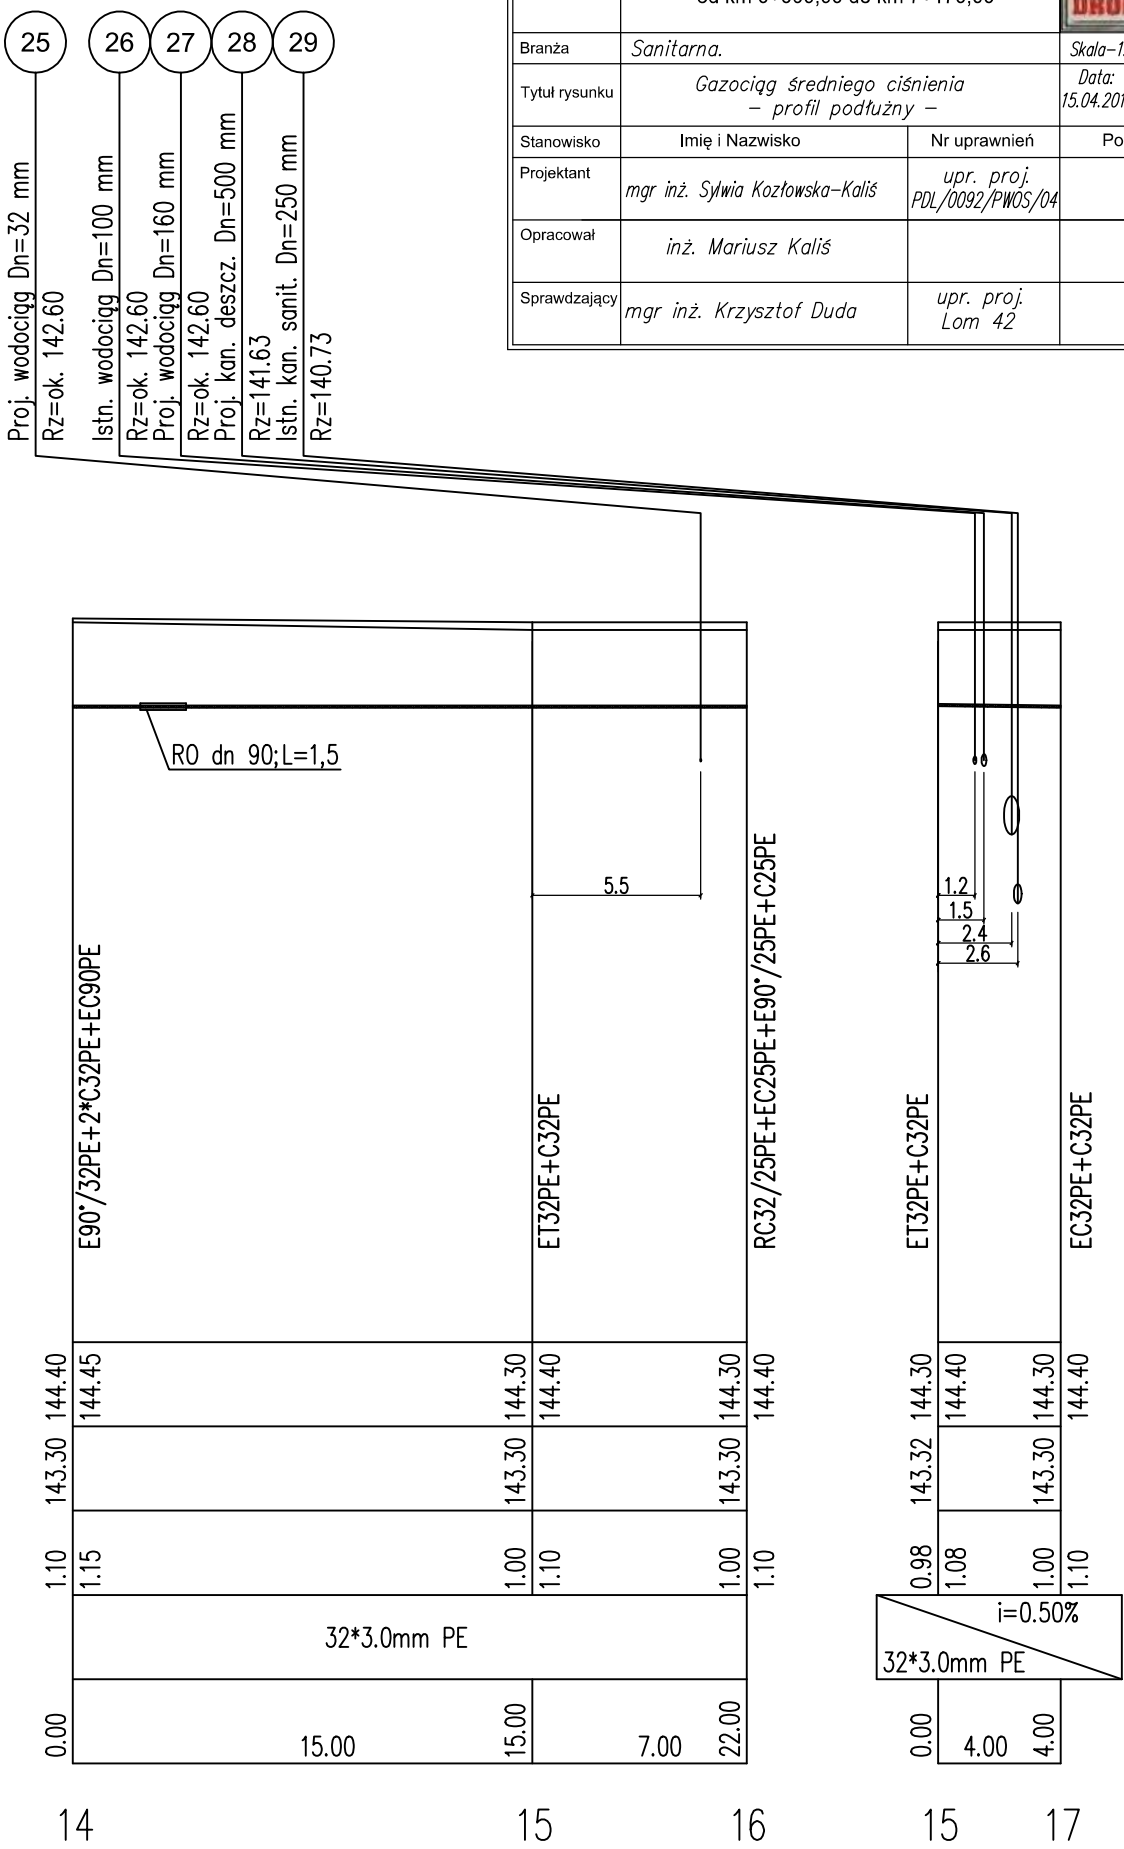 25 26 27 28 29
Proj. wodociąg Dn=32 mm
Rz=ok. 142.60
Istn. wodociąg Dn=100 mm
Rz=ok. 142.60
Proj. wodociąg Dn=160 mm
Rz=ok. 142.60
Proj. kan. deszcz. Dn=500 mm
Rz=141.63
Istn. kan. sanit. Dn=250 mm
Rz=140.73
Branża Sanitarna. Skala-1
Tytuł rysunku Gazociąg średniego ciśnienia Data:
- profil podłużny - 15.04.201
Stanowisko Imię i Nazwisko Nr uprawnień Po
Projektant mgr inż. Sylwia Kozłowska-Kaliś upr. proj.
PDL/0092/PWOS/04
Opracował inż. Mariusz Kaliś
Sprawdzający mgr inż. Krzysztof Duda upr. proj.
Lom 42
RO dn 90;L=1,5
5.5
1.2
1.5
2.4
2.6
E90°/32PE+2*C32PE+EC90PE
ET32PE+C32PE
RC32/25PE+EC25PE+E90°/25PE+C25PE
ET32PE+C32PE
EC32PE+C32PE
144.40 144.45 144.30 144.40 144.30 144.40 144.30 144.40 144.30 144.40
143.30 143.30 143.30 143.32 143.30
1.10 1.15 1.00 1.10 1.00 1.10 0.98 1.08 1.00 1.10
32*3.0mm PE
i=0.50%
32*3.0mm PE
0.00 15.00 15.00 7.00 22.00 0.00 4.00 4.00
14 15 16 15 17